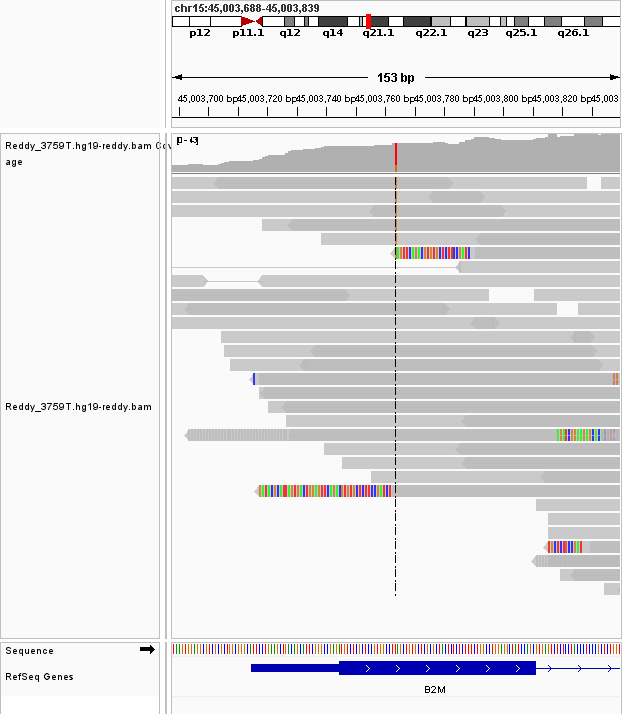 chr15:45,003,688-45,003,839
p12 p11.1 q12 q14 q21.1 q22.1 q23 q25.1 q26.1
153 bp
45,003,700 bp 45,003,720 bp 45,003,740 bp 45,003,760 bp 45,003,780 bp 45,003,800 bp 45,003,820 bp 45,003
Reddy_3759T.hg19-reddy.bam Cov
age
[0 - 43]
Reddy_3759T.hg19-reddy.bam
Sequence
RefSeq Genes
B2M